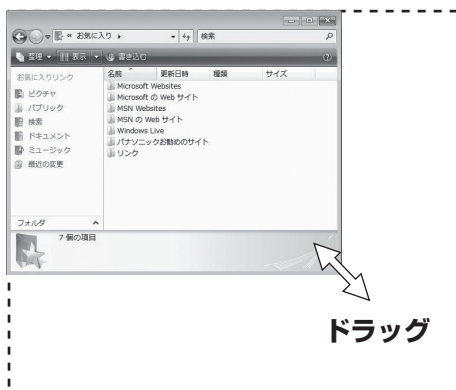 « お気に入り
検索
整理 表示 書き込む
お気に入りリンク
ピクチャ
パブリック
検索
ドキュメント
ミュージック
最近の変更
フォルダ
名前 更新日時 種類 サイズ
Microsoft Websites
Microsoft の Web サイト
MSN Websites
MSN の Web サイト
Windows Live
パナソニックお勧めのサイト
リンク
7 個の項目
ドラッグ